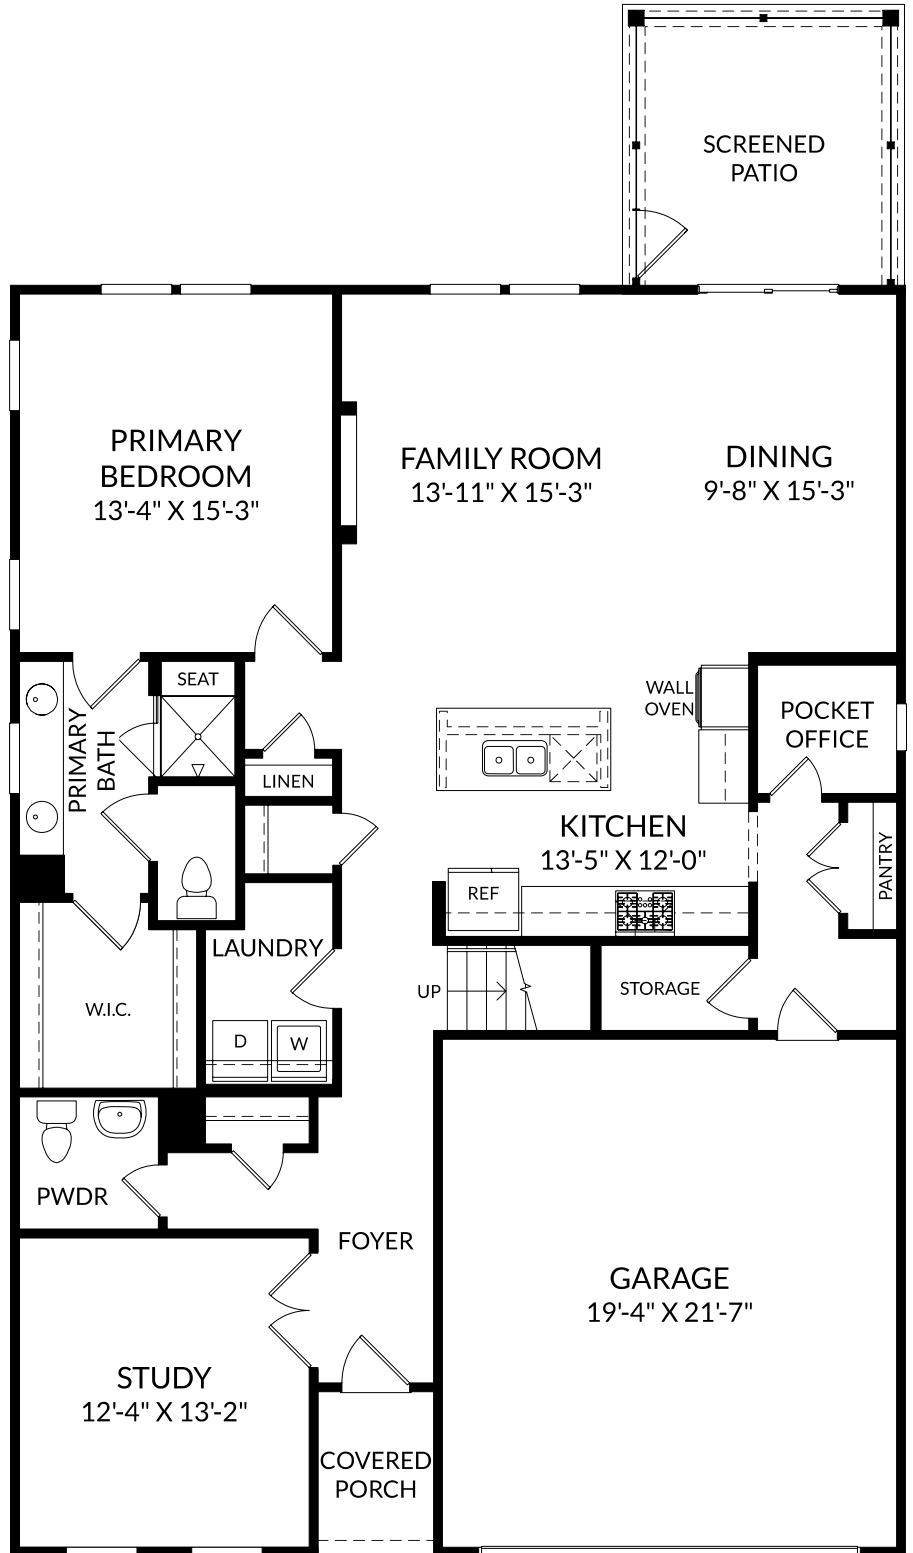 SCREENED
PATIO
PRIMARY
BEDROOM
13'-4" X 15'-3"
FAMILY ROOM
13'-11" X 15'-3"
DINING
9'-8" X 15'-3"
SEAT
PRIMARY
BATH
LINEN
WALL
OVEN
POCKET
OFFICE
KITCHEN
13'-5" X 12'-0"
PANTRY
REF
LAUNDRY
UP
STORAGE
W.I.C.
D
W
PWDR
FOYER
GARAGE
19'-4" X 21'-7"
STUDY
12'-4" X 13'-2"
COVERED
PORCH